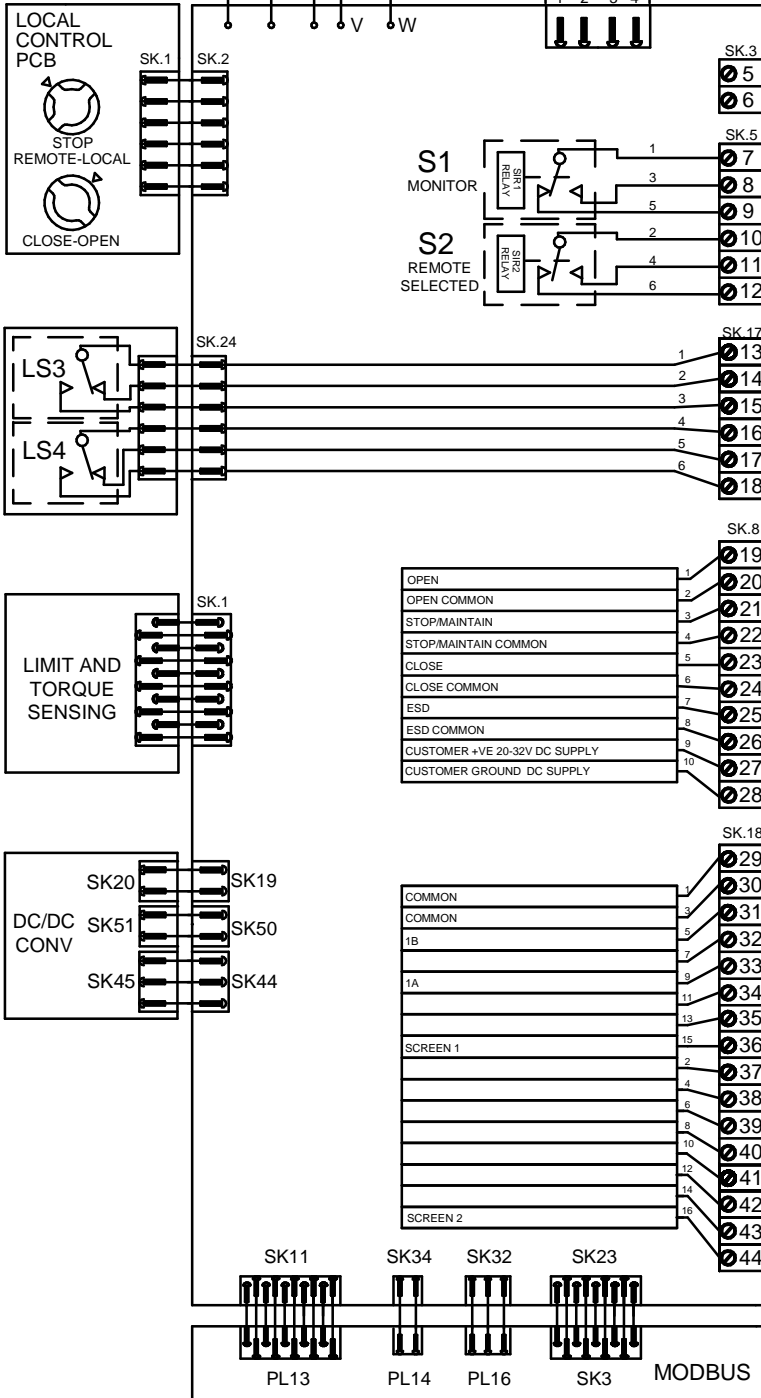 V
W
1 2 3 4
LOCAL
CONTROL
PCB
SK.1
SK.2
STOP
REMOTE-LOCAL
CLOSE-OPEN
SK.3
5
6
SK.5
S1
MONITOR
SIR1
RELAY
1
3
5
7
8
9
S2
REMOTE
SELECTED
SIR2
RELAY
2
4
6
10
11
12
LS3
LS4
SK.24
SK.17
1
2
3
4
5
6
13
14
15
16
17
18
LIMIT AND
TORQUE
SENSING
SK.1
SK.8
OPEN 1 19
OPEN COMMON 2 20
STOP/MAINTAIN 3 21
STOP/MAINTAIN COMMON 4 22
CLOSE 5 23
CLOSE COMMON 6 24
ESD 7 25
ESD COMMON 8 26
CUSTOMER +VE 20-32V DC SUPPLY 9 27
CUSTOMER GROUND DC SUPPLY 10 28
DC/DC
CONV
SK20
SK19
SK51
SK50
SK45
SK44
SK.18
COMMON 1 29
COMMON 3 30
1B 5 31
7 32
1A 9 33
11 34
13 35
SCREEN 1 15 36
2 37
4 38
6 39
8 40
10 41
12 42
14 43
SCREEN 2 16 44
SK11
SK34
SK32
SK23
PL13
PL14
PL16
SK3
MODBUS